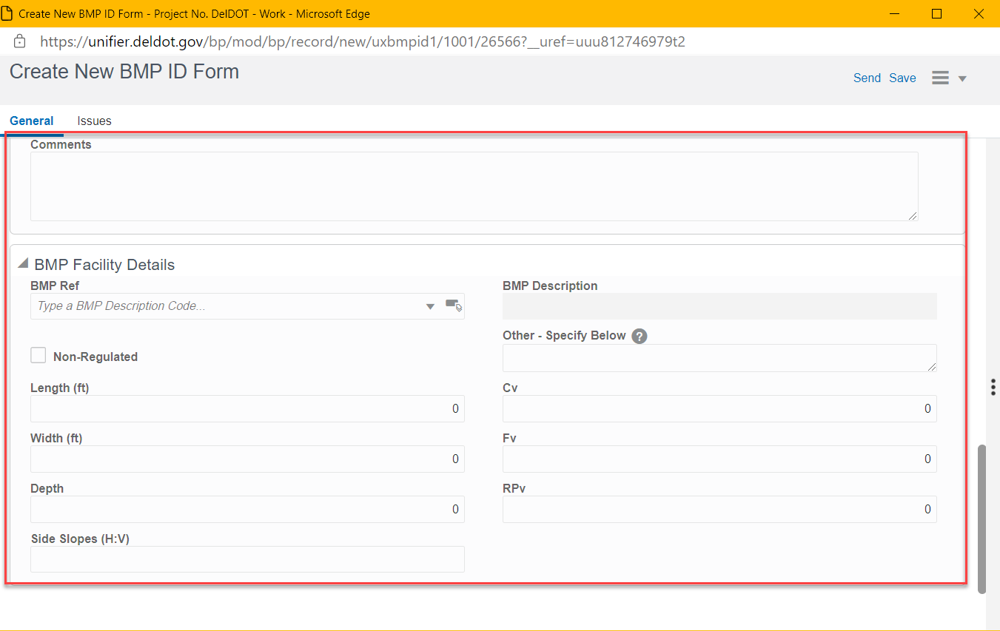 Create New BMP ID Form - Project No. DelDOT - Work - Microsoft Edge
https://unifier.deldot.gov/bp/mod/bp/record/new/uxbmpid1/1001/26566?__uref=uuu812746979t2
Create New BMP ID Form
Send Save
General Issues
Comments
BMP Facility Details
BMP Ref BMP Description
Type a BMP Description Code...
Other - Specify Below ?
Non-Regulated
Length (ft) Cv
0 0
Width (ft) Fv
0 0
Depth RPv
0 0
Side Slopes (H:V)